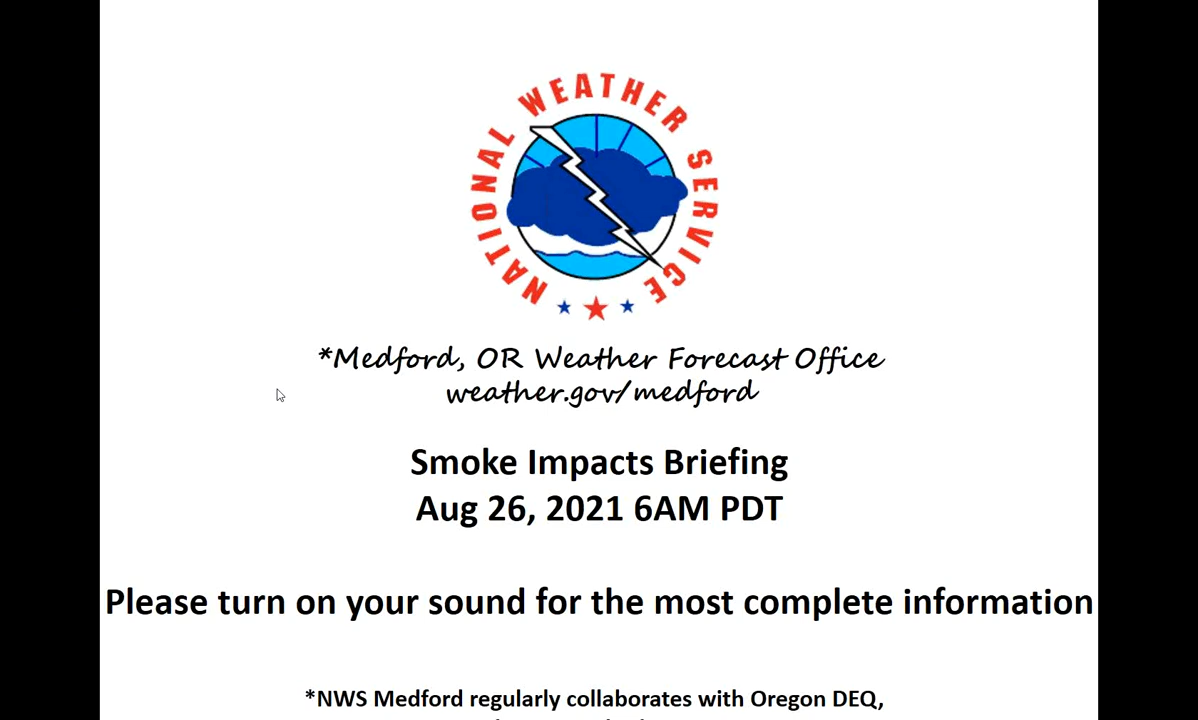 NATIONAL WEATHER SERVICE
*Medford, OR Weather Forecast Office
weather.gov/medford
Smoke Impacts Briefing
Aug 26, 2021 6AM PDT
Please turn on your sound for the most complete information
*NWS Medford regularly collaborates with Oregon DEQ,